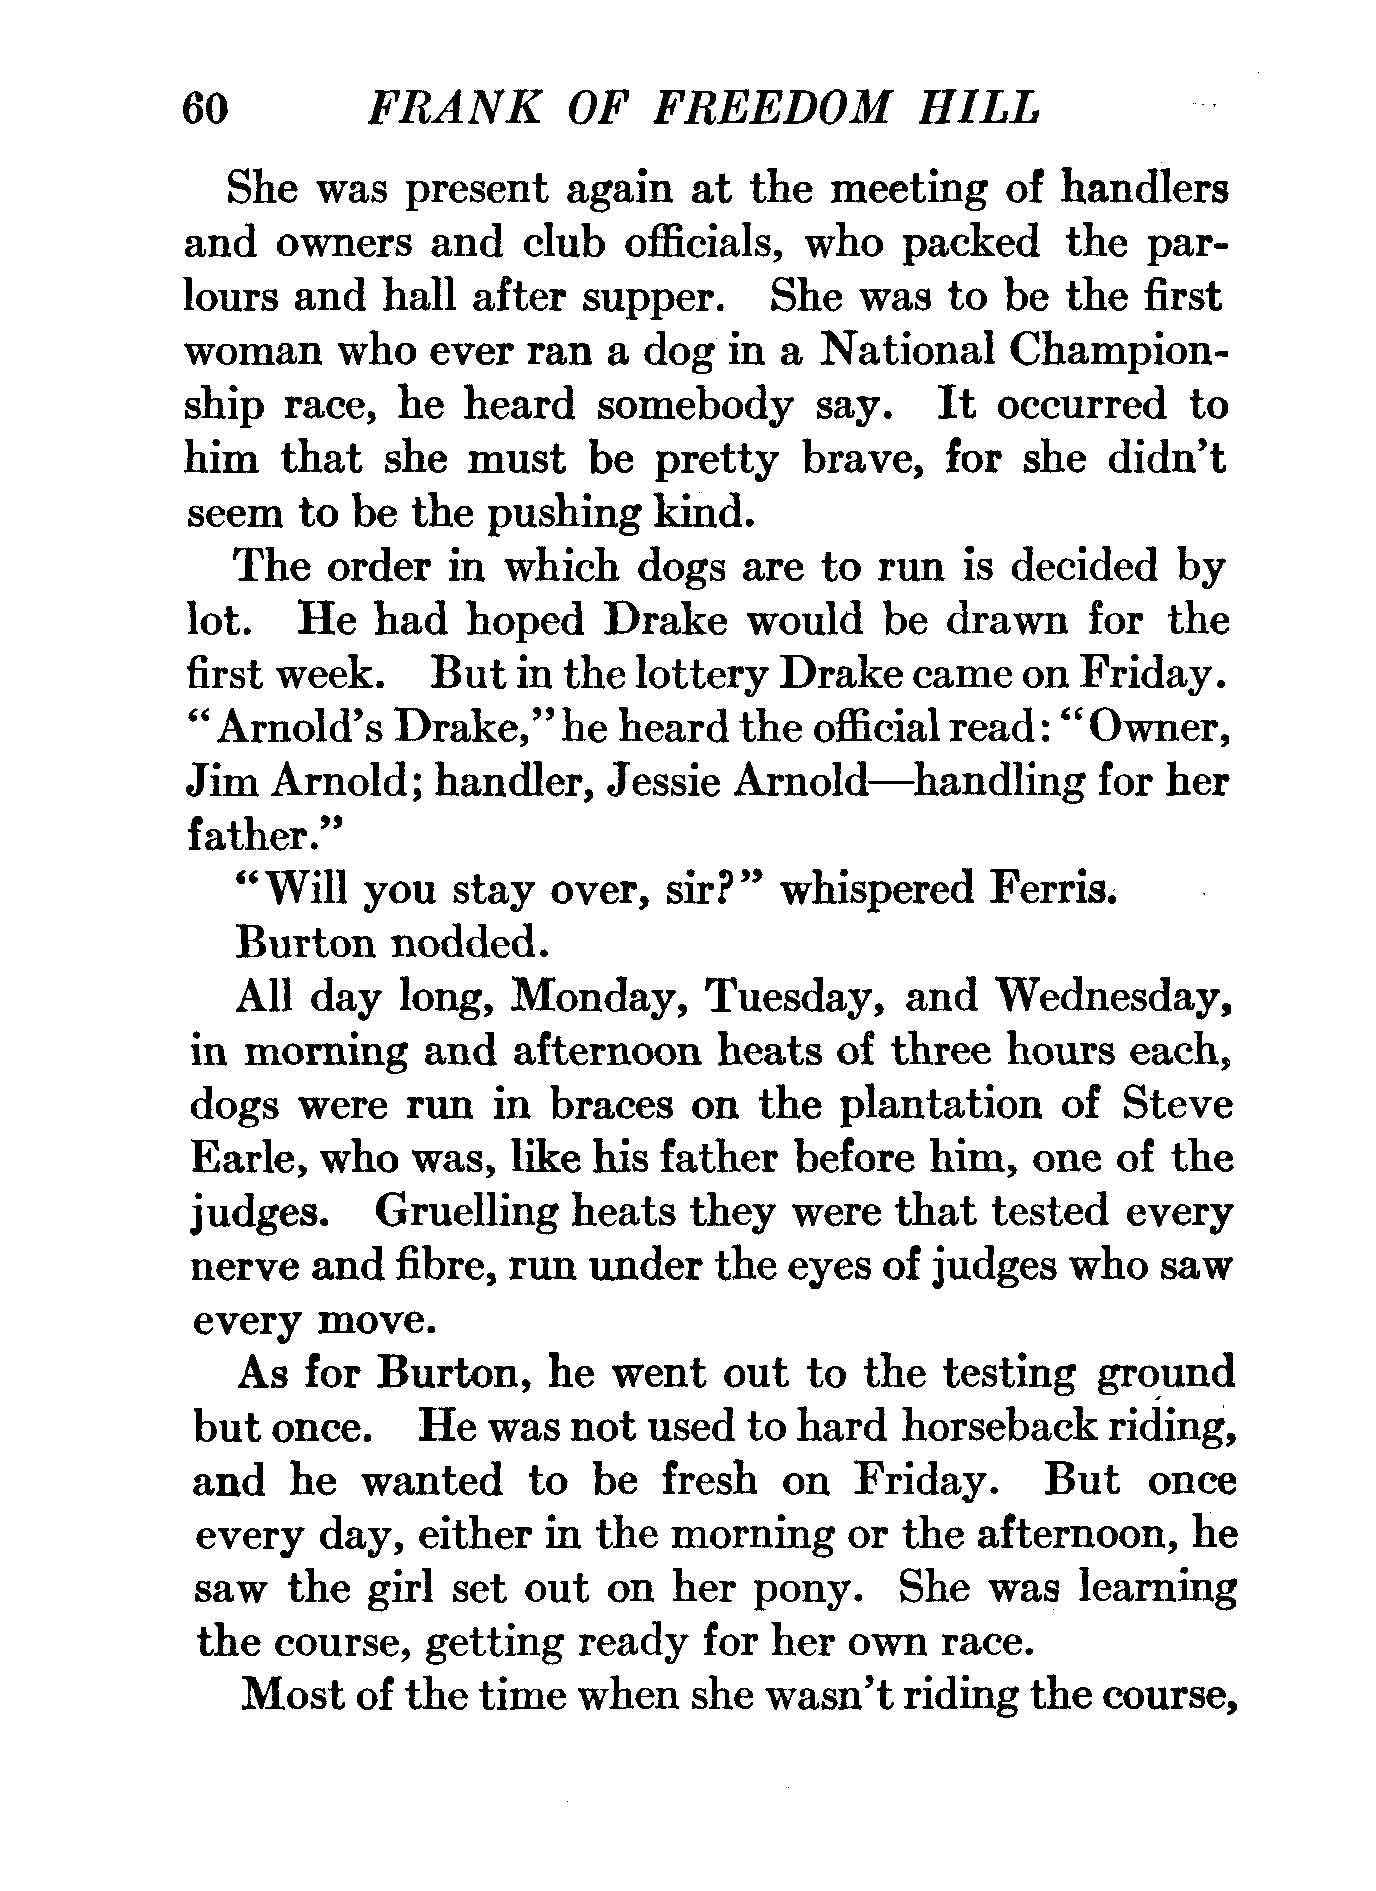 60 FRANK OF FREEDOM HILL
She was present again at the meeting of handlers
and owners and club officials, who packed the par-
lours and hall after supper. She was to be the first
woman who ever ran a dog in a National Champion-
ship race, he heard somebody say. It occurred to
him that she must be pretty brave, for she didn't
seem to be the pushing kind.
The order in which dogs are to run is decided by
lot. He had hoped Drake would be drawn for the
first week. But in the lottery Drake came on Friday.
"Arnold's Drake," he heard the official read: "Owner,
Jim Arnold; handler, Jessie Arnold—handling for her
father."
"Will you stay over, sir?" whispered Ferris.
Burton nodded.
All day long, Monday, Tuesday, and Wednesday,
in morning and afternoon heats of three hours each,
dogs were run in braces on the plantation of Steve
Earle, who was, like his father before him, one of the
judges. Gruelling heats they were that tested every
nerve and fibre, run under the eyes of judges who saw
every move.
As for Burton, he went out to the testing ground
but once. He was not used to hard horseback riding,
and he wanted to be fresh on Friday. But once
every day, either in the morning or the afternoon, he
saw the girl set out on her pony. She was learning
the course, getting ready for her own race.
Most of the time when she wasn't riding the course,